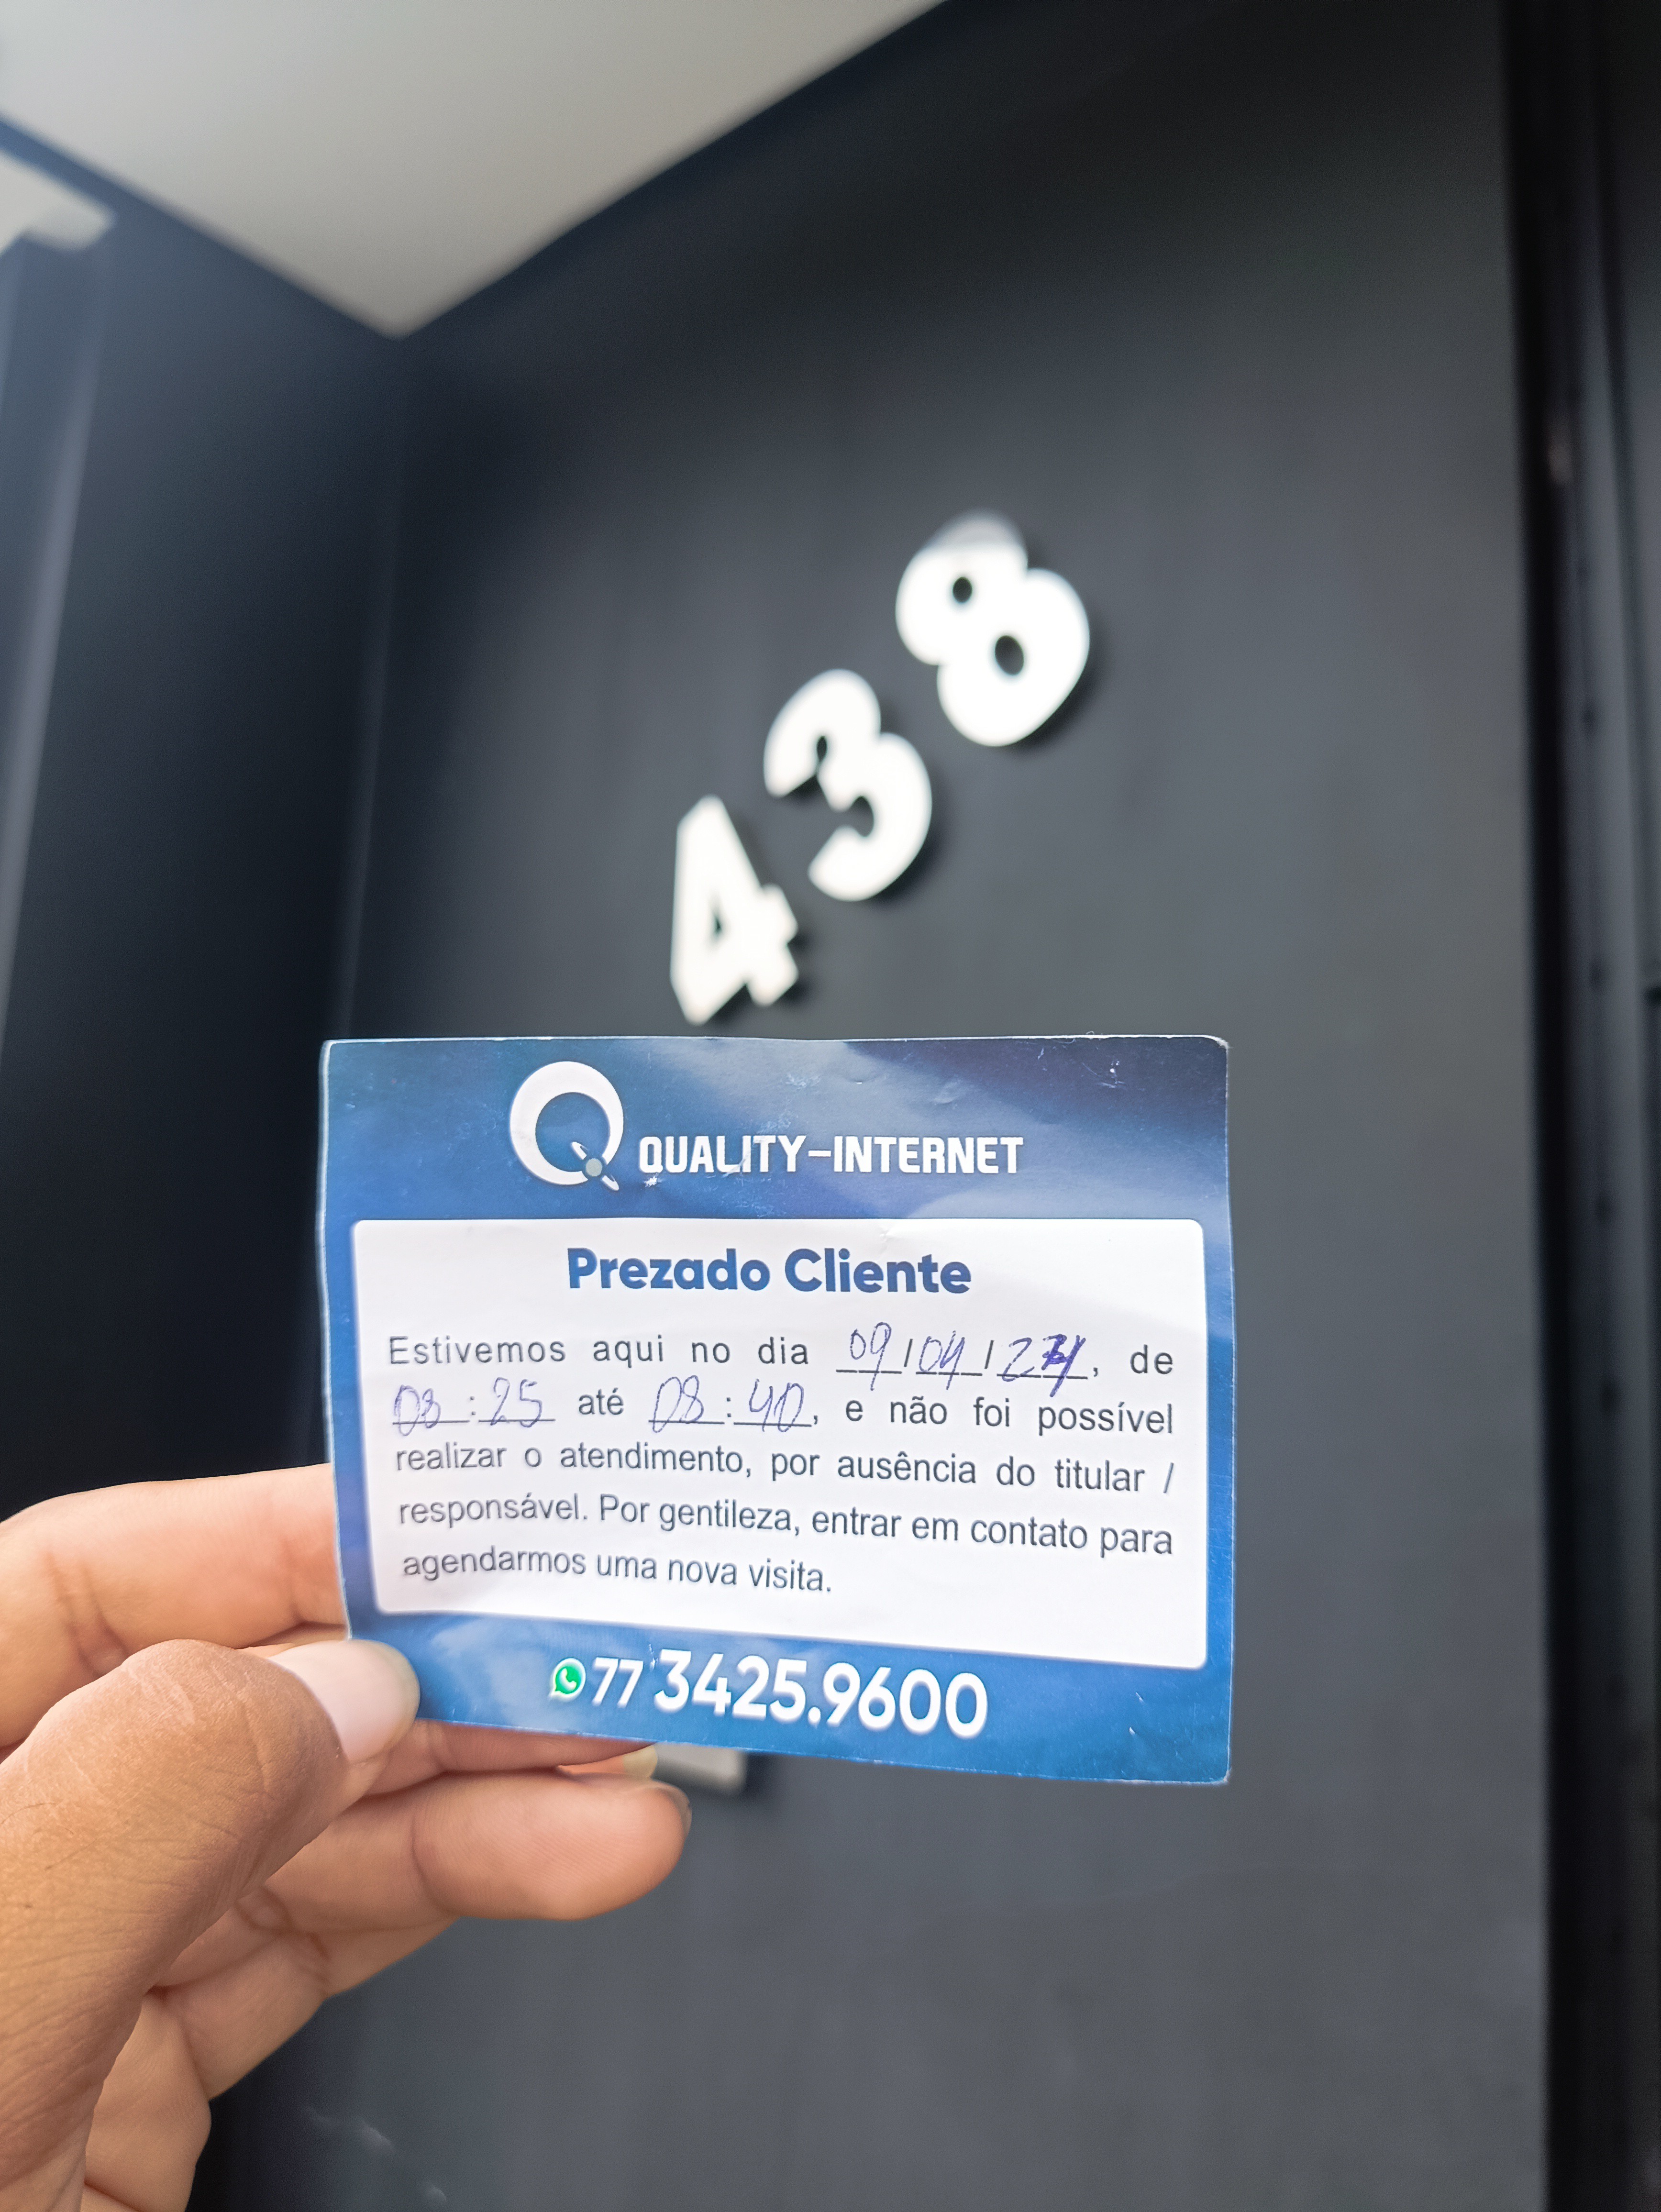 438
QUALITY-INTERNET
Prezado Cliente
Estivemos aqui no dia 09/04/24, de
08:25 até 08:40, e não foi possível
realizar o atendimento, por ausência do titular /
responsável. Por gentileza, entrar em contato para
agendarmos uma nova visita.
77 3425.9600